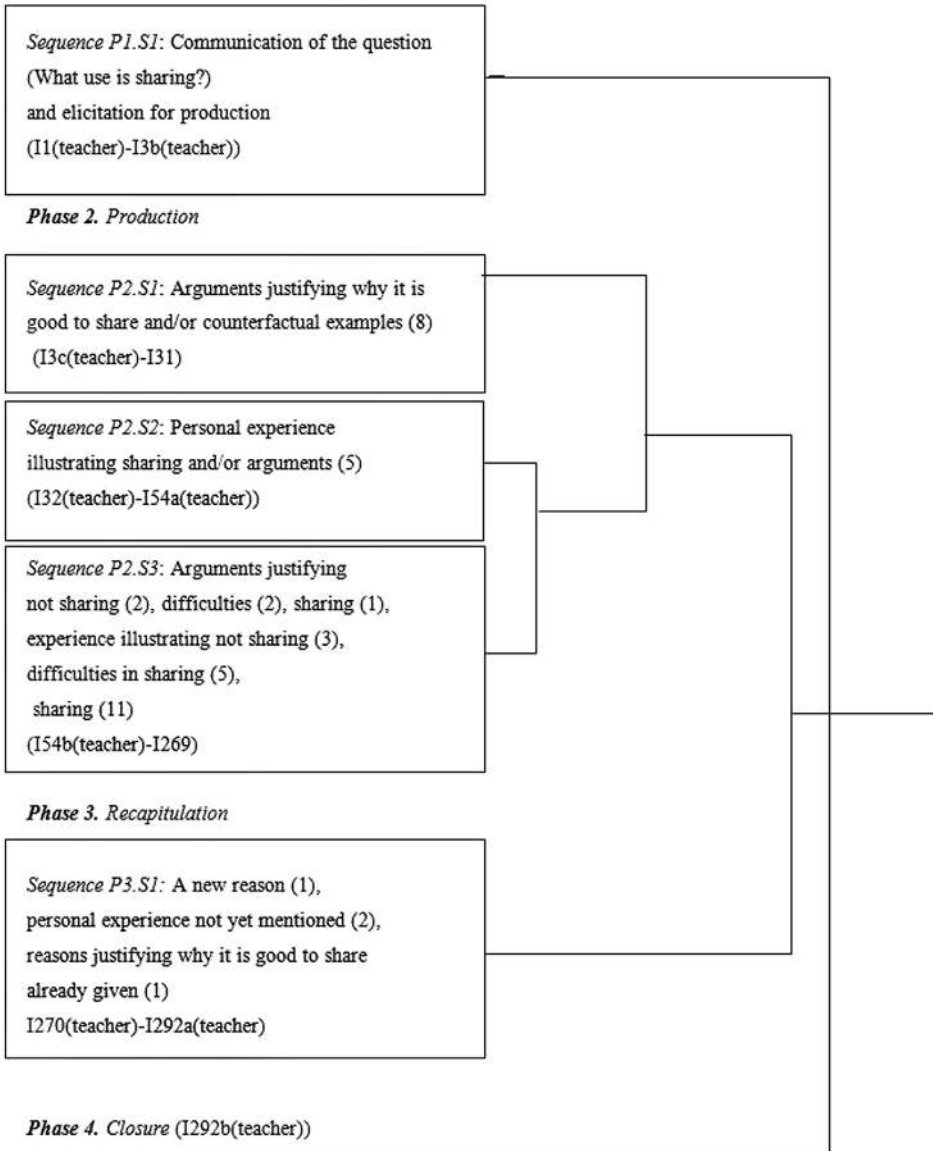 Sequence P1.S1: Communication of the question
(What use is sharing?)
and elicitation for production
(I1(teacher)-I3b(teacher))
Phase 2. Production
Sequence P2.S1: Arguments justifying why it is
good to share and/or counterfactual examples (8)
(I3c(teacher)-I31)
Sequence P2.S2: Personal experience
illustrating sharing and/or arguments (5)
(I32(teacher)-I54a(teacher))
Sequence P2.S3: Arguments justifying
not sharing (2), difficulties (2), sharing (1),
experience illustrating not sharing (3),
difficulties in sharing (5),
sharing (11)
(I54b(teacher)-I269)
Phase 3. Recapitulation
Sequence P3.S1: A new reason (1),
personal experience not yet mentioned (2),
reasons justifying why it is good to share
already given (1)
I270(teacher)-I292a(teacher)
Phase 4. Closure (I292b(teacher))